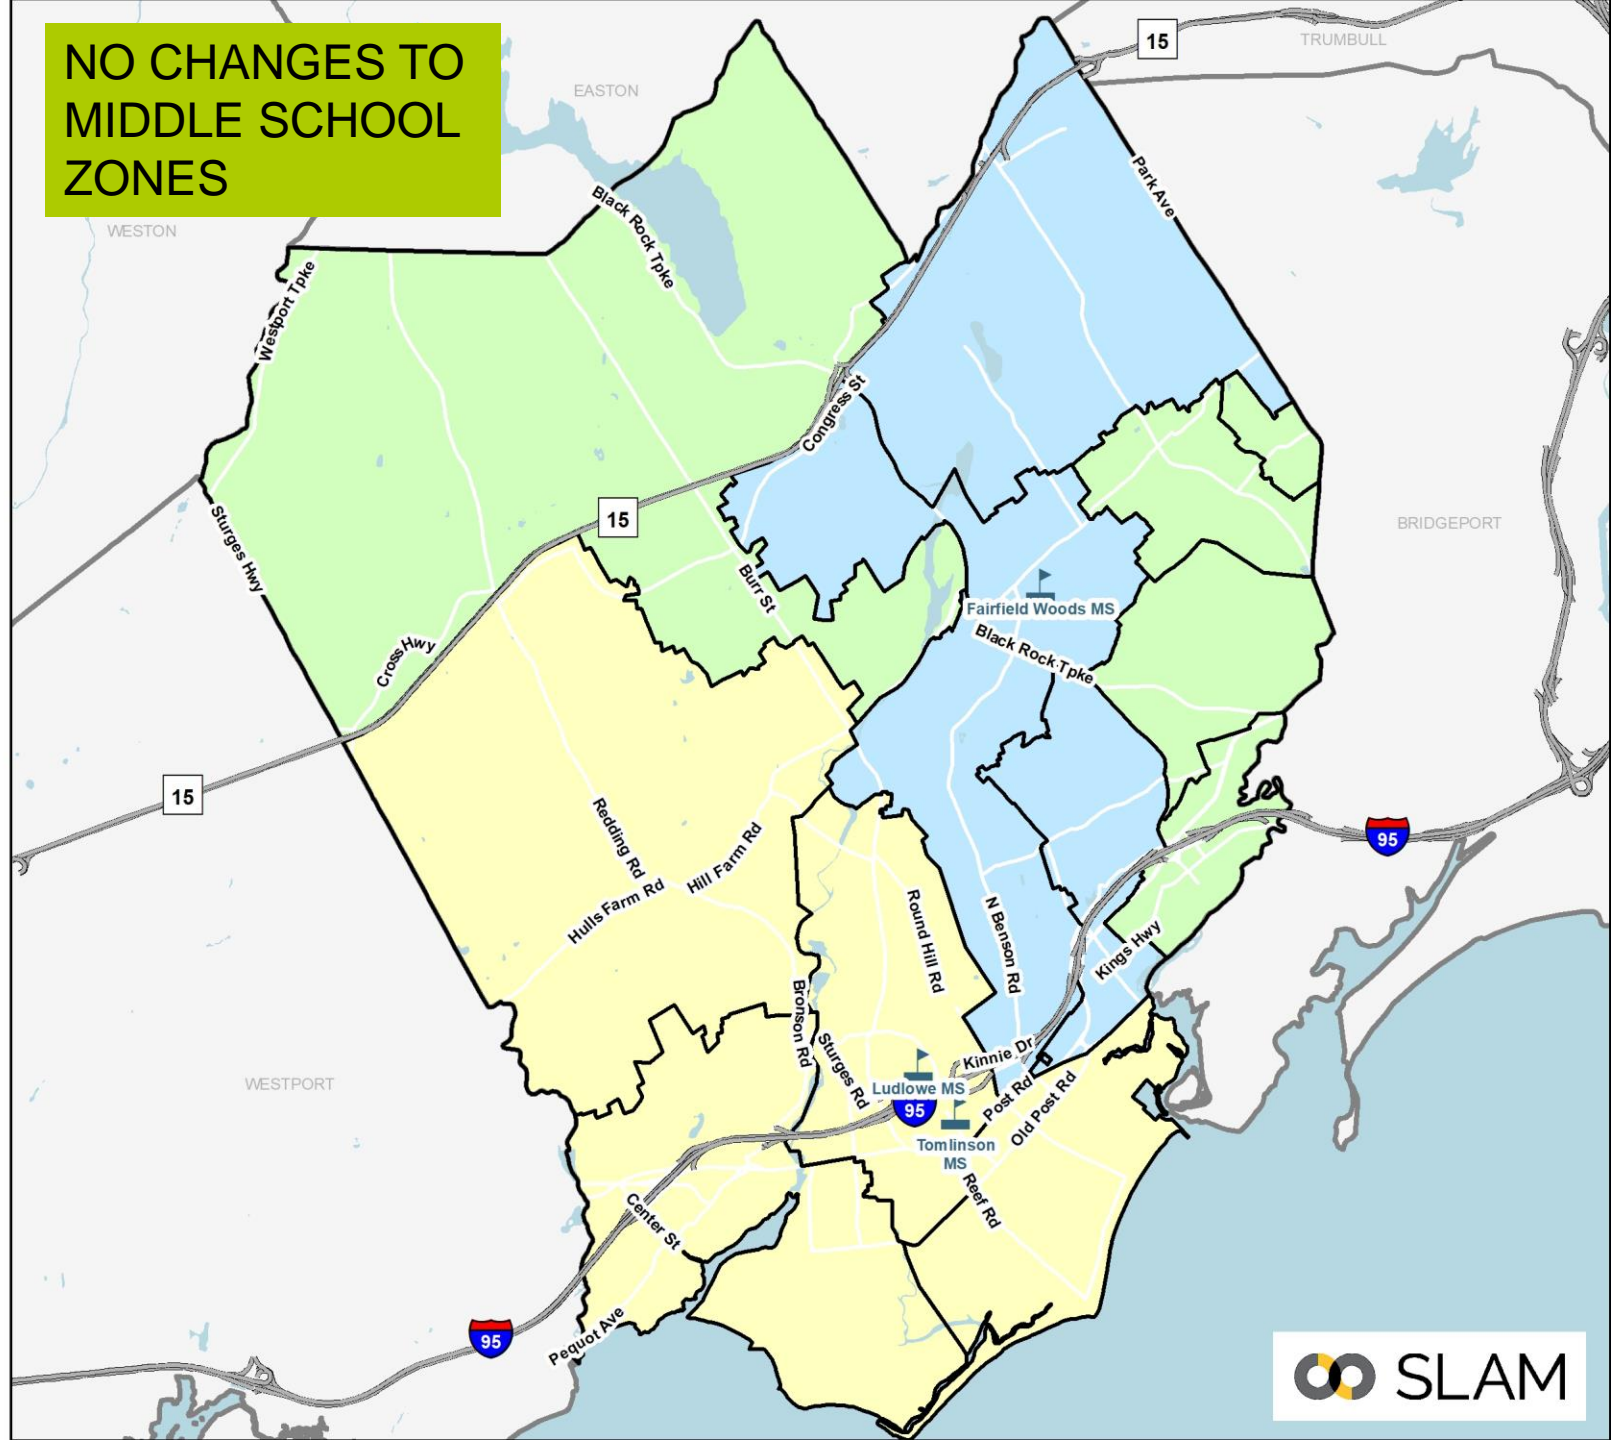 NO CHANGES TO
MIDDLE SCHOOL
ZONES
15
TRUMBULL
EASTON
Park Ave
Black Rock Tpke
WESTON
Westport Tpke
Congress St
15
BRIDGEPORT
Sturges Hwy
Burr St
Fairfield Woods MS
Black Rock Tpke
Cross Hwy
15
Redding Rd
Hill Farm Rd
Hulls Farm Rd
95
Round Hill Rd
N Benson Rd
Kings Hwy
Bronson Rd
Sturges Rd
Kinnie Dr
WESTPORT
Ludlowe MS
95
Post Rd
Old Post Rd
Tomlinson
MS
Reef Rd
Center St
95
Pequot Ave
SLAM